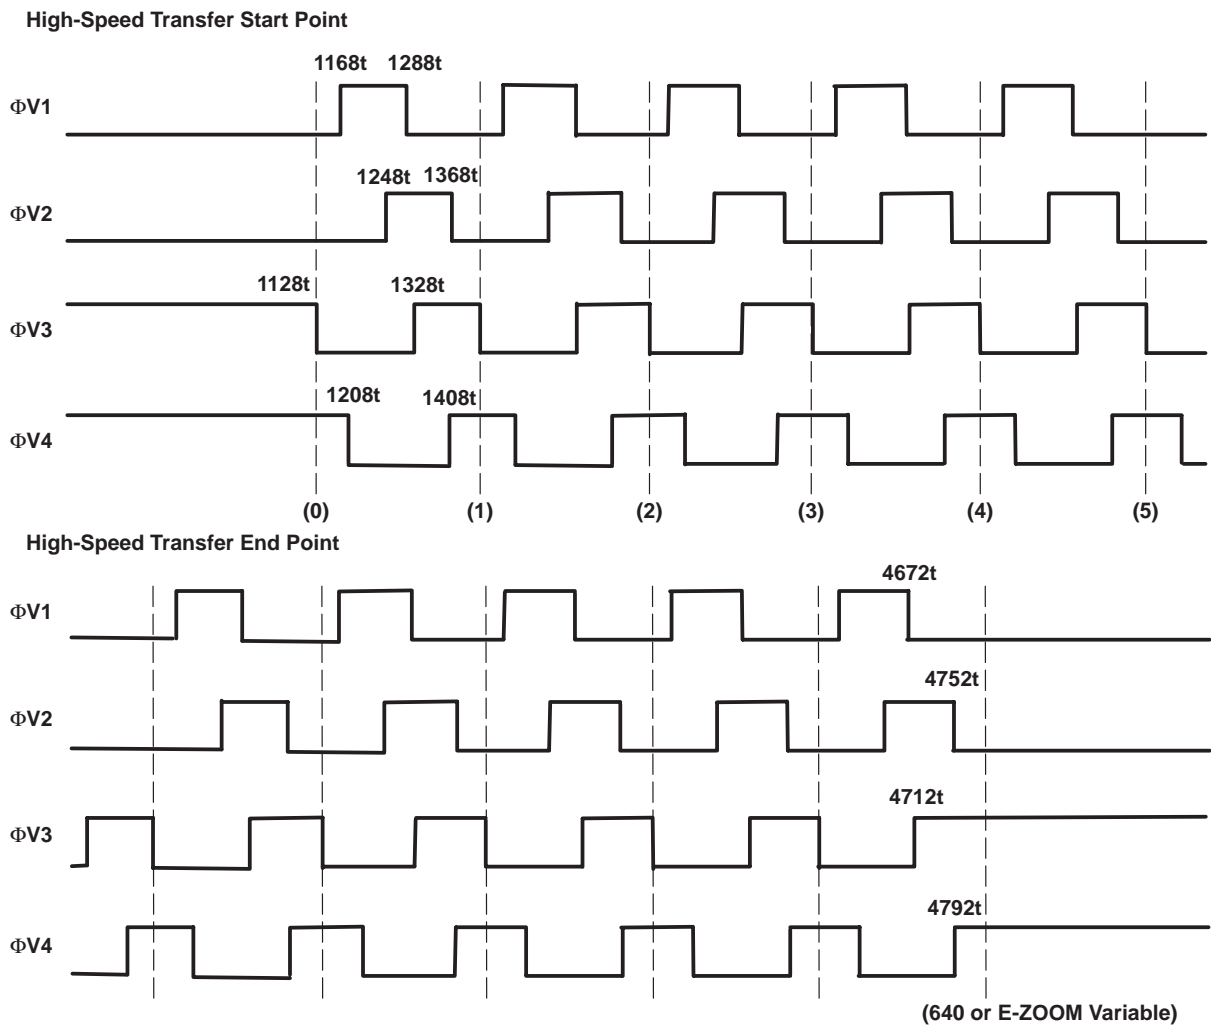 High-Speed Transfer Start Point
1168t 1288t
ΦV1
1248t 1368t
ΦV2
1128t 1328t
ΦV3
1208t 1408t
ΦV4
(0) (1) (2) (3) (4) (5)
High-Speed Transfer End Point
4672t
ΦV1
4752t
ΦV2
4712t
ΦV3
4792t
ΦV4
(640 or E-ZOOM Variable)